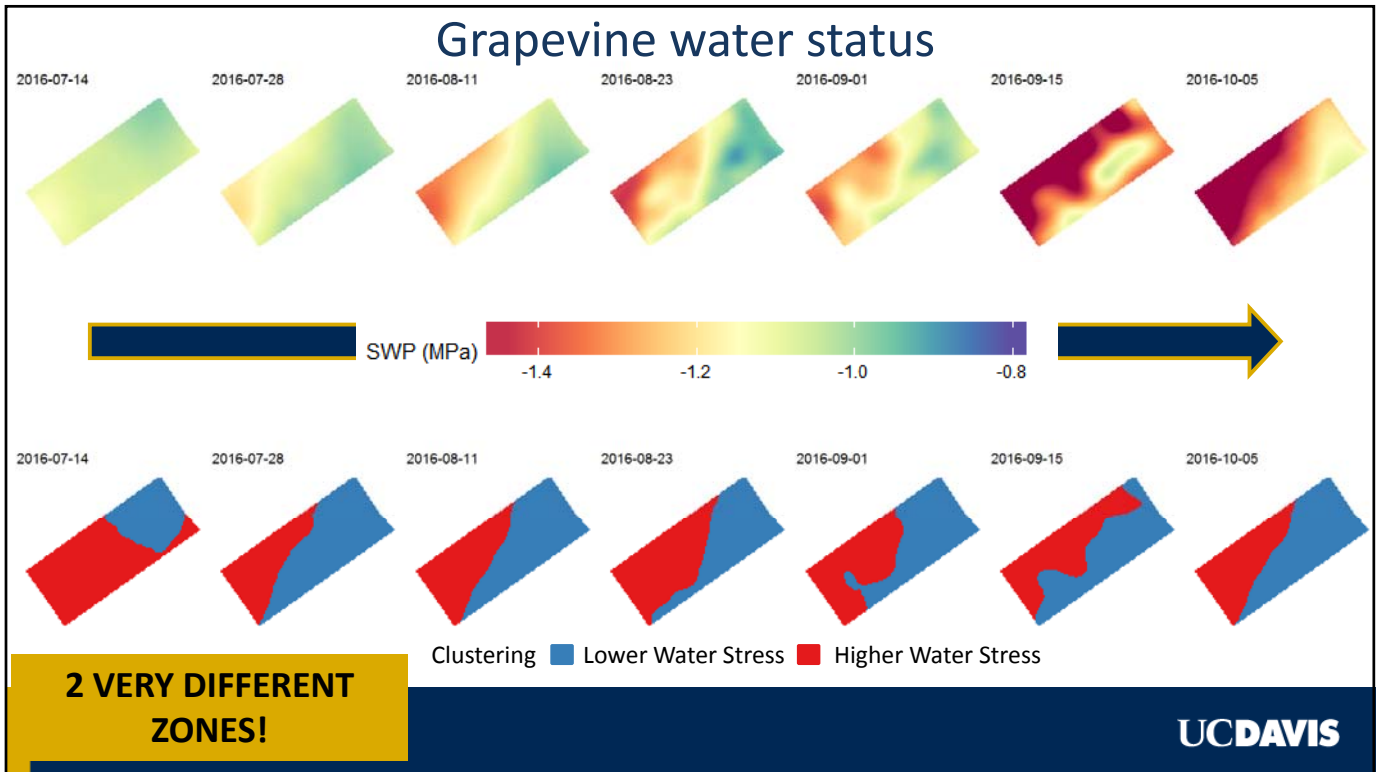 Grapevine water status
2016-07-14 2016-07-28 2016-08-11 2016-08-23 2016-09-01 2016-09-15 2016-10-05
SWP (MPa)
-1.4 -1.2 -1.0 -0.8
2016-07-14 2016-07-28 2016-08-11 2016-08-23 2016-09-01 2016-09-15 2016-10-05
Clustering Lower Water Stress Higher Water Stress
2 VERY DIFFERENT
ZONES!
UCDAVIS